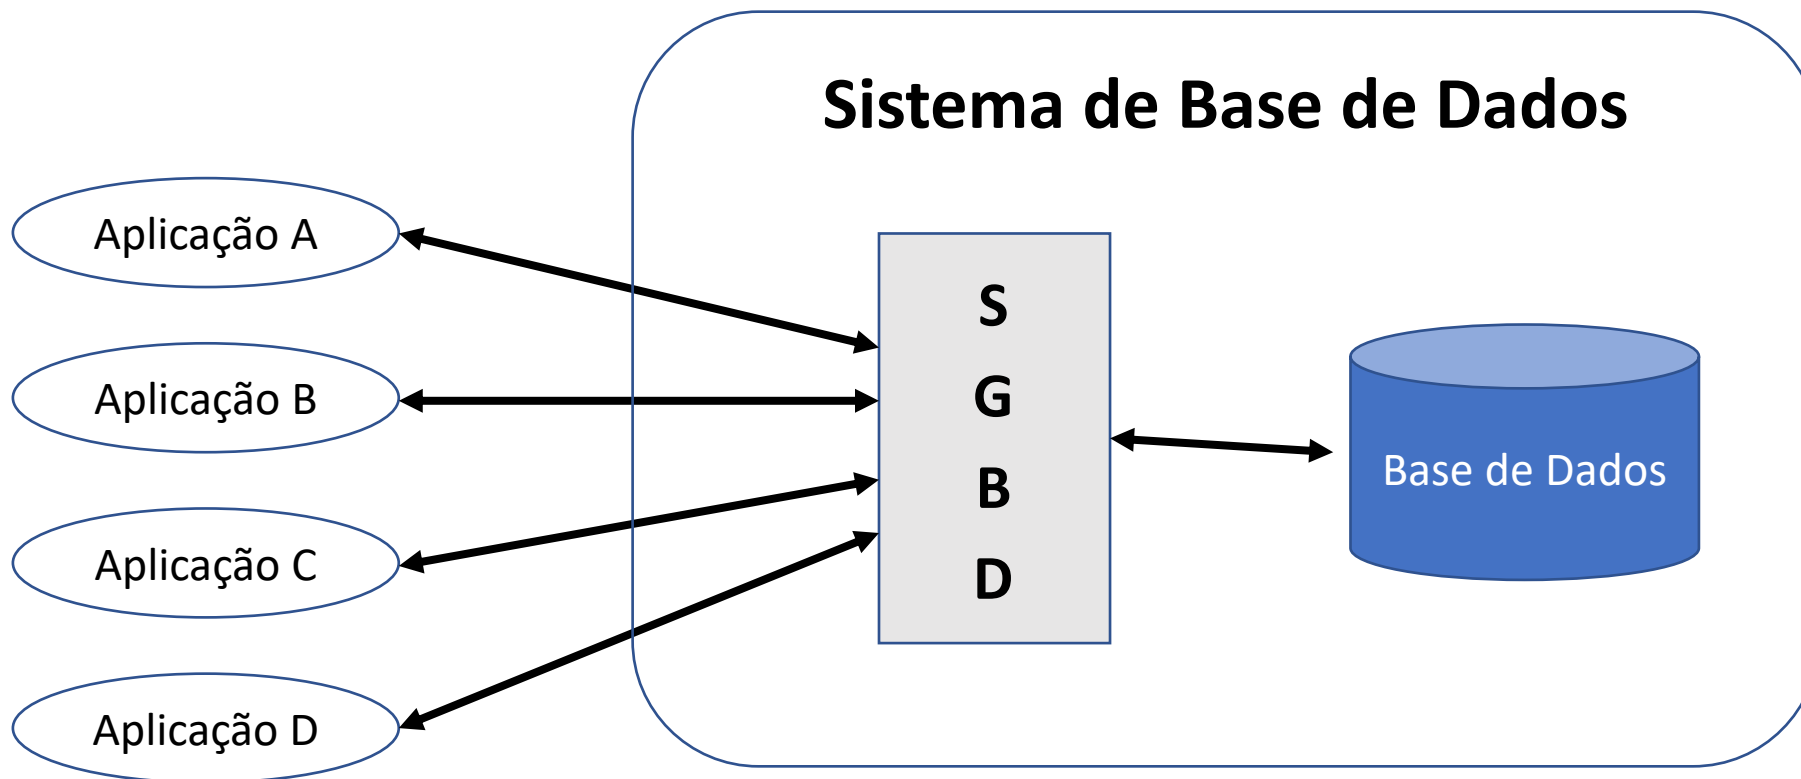 Sistema de Base de Dados
Aplicação A
Aplicação B
Aplicação C
Aplicação D
S
G
B
D
Base de Dados